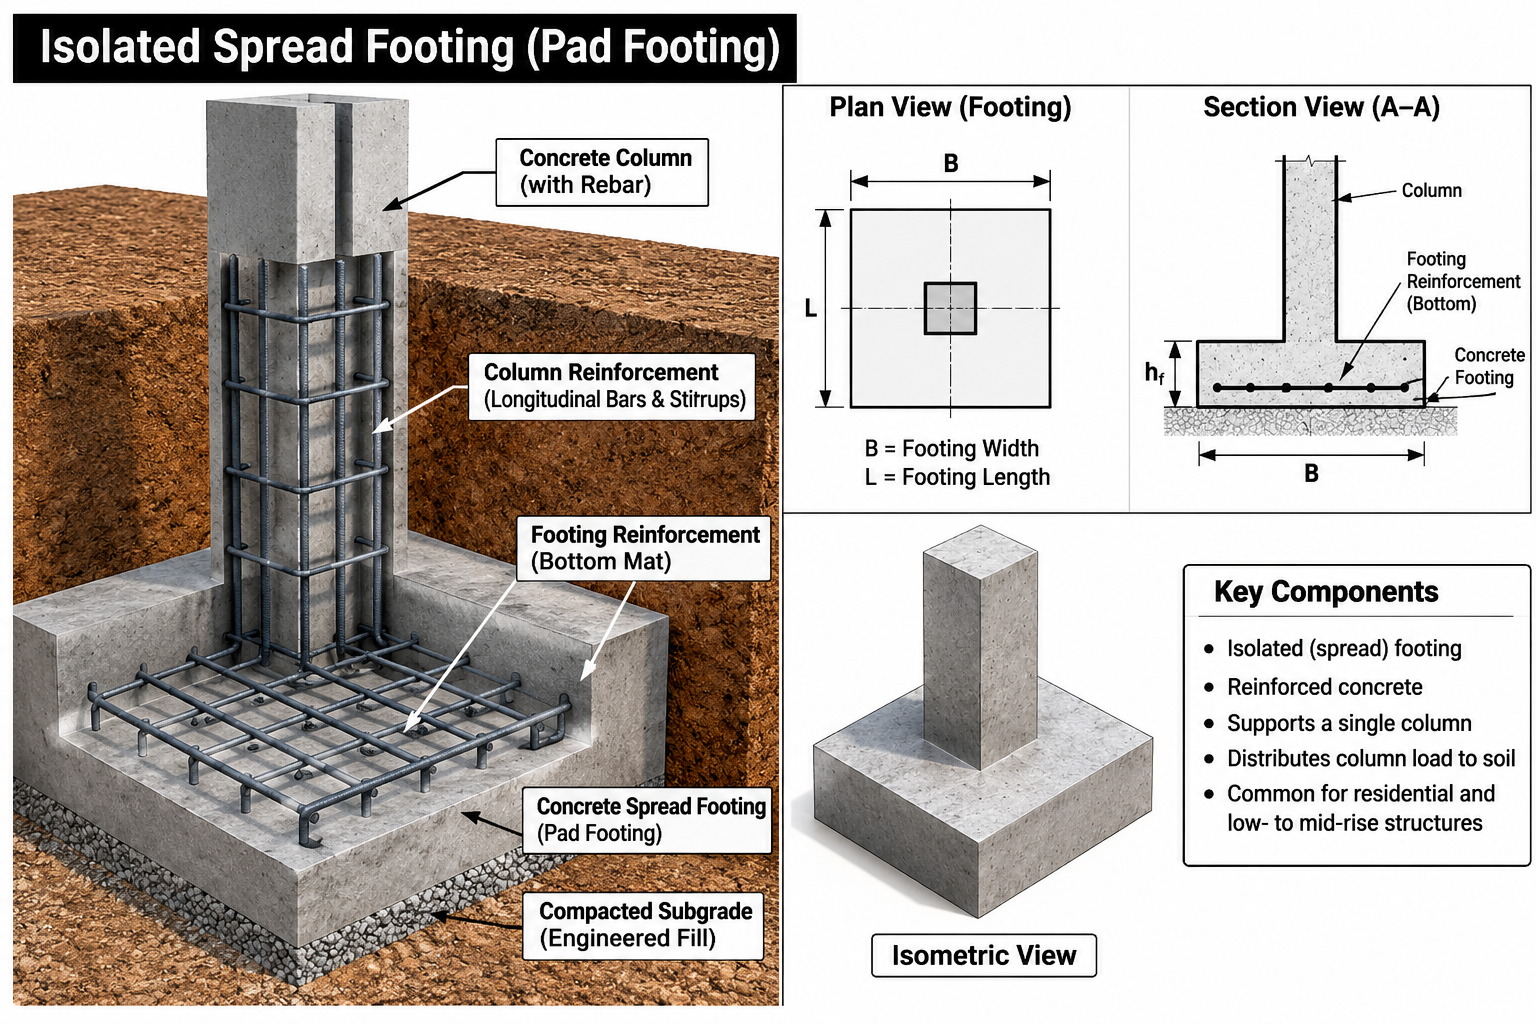 Isolated Spread Footing (Pad Footing)
Concrete Column
(with Rebar)
Column Reinforcement
(Longitudinal Bars & Stirrups)
Footing Reinforcement
(Bottom Mat)
Concrete Spread Footing
(Pad Footing)
Compacted Subgrade
(Engineered Fill)
Plan View (Footing)
B
L
B = Footing Width
L = Footing Length
Section View (A–A)
Column
Footing
Reinforcement
(Bottom)
Concrete
Footing
hf
B
Isometric View
Key Components
• Isolated (spread) footing
• Reinforced concrete
• Supports a single column
• Distributes column load to soil
• Common for residential and
low- to mid-rise structures